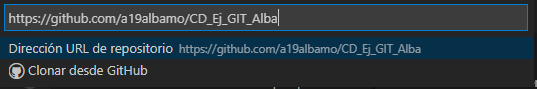 https://github.com/a19albamo/CD_Ej_GIT_Alba
Dirección URL de repositorio https://github.com/a19albamo/CD_Ej_GIT_Alba
Clonar desde GitHub